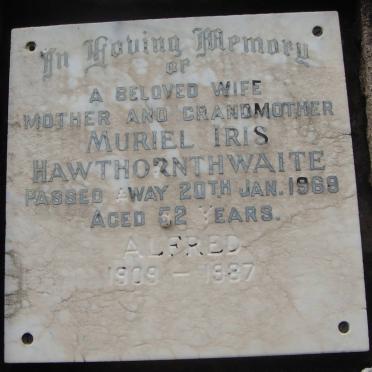 In Loving Memory
OF
A BELOVED WIFE
MOTHER AND GRANDMOTHER
MURIEL IRIS
HAWTHORNTHWAITE
PASSED AWAY 20TH JAN. 1969
AGED 62 YEARS.
ALFRED
1909 - 1987